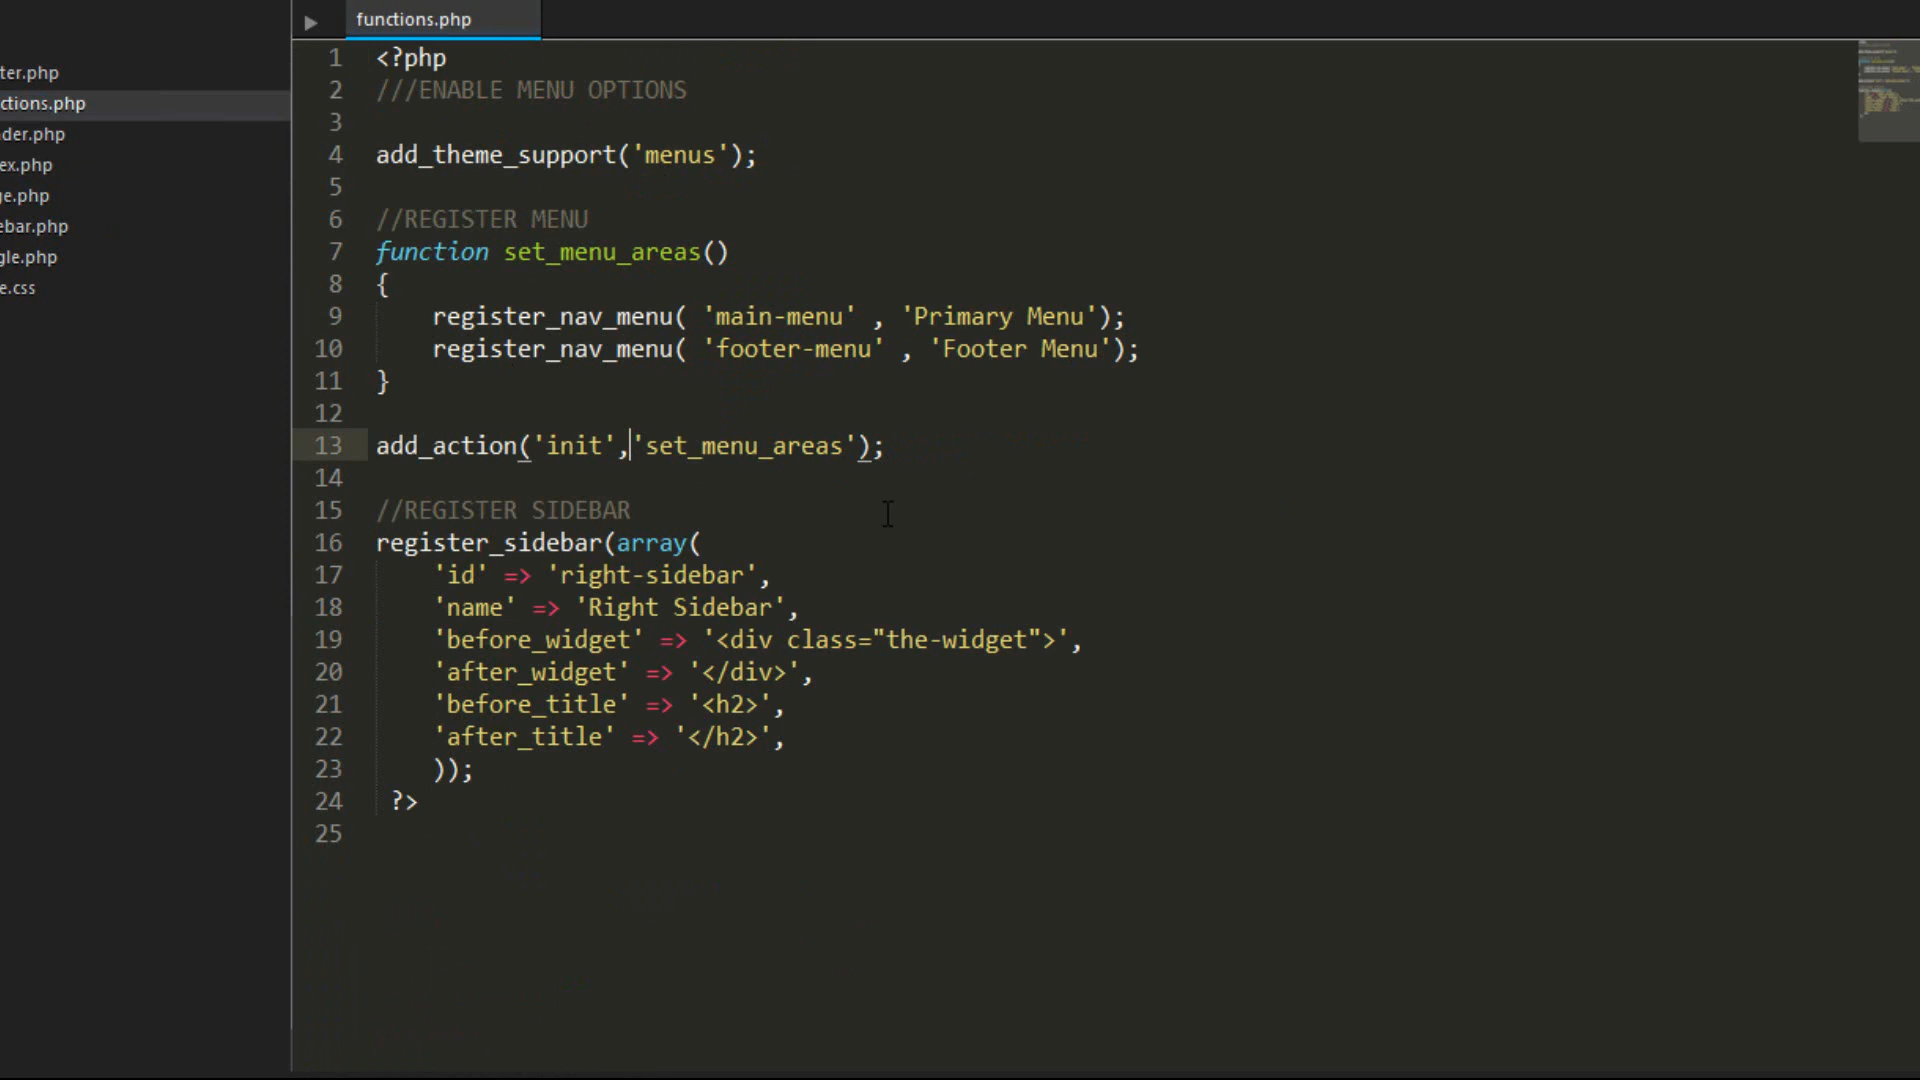 functions.php
ter.php
ctions.php
der.php
ex.php
ge.php
ebar.php
gle.php
e.css
1 <?php
2 ///ENABLE MENU OPTIONS
3
4 add_theme_support('menus');
5
6 //REGISTER MENU
7 function set_menu_areas()
8 {
9 register_nav_menu( 'main-menu' , 'Primary Menu');
10 register_nav_menu( 'footer-menu' , 'Footer Menu');
11 }
12
13 add_action('init','set_menu_areas');
14
15 //REGISTER SIDEBAR
16 register_sidebar(array(
17 'id' => 'right-sidebar',
18 'name' => 'Right Sidebar',
19 'before_widget' => '<div class="the-widget">',
20 'after_widget' => '</div>',
21 'before_title' => '<h2>',
22 'after_title' => '</h2>',
23 ));
24 ?>
25